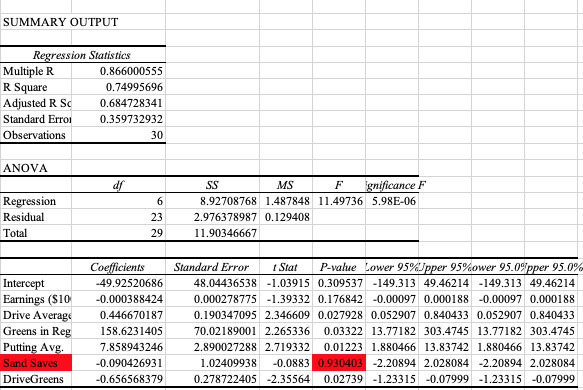 SUMMARY OUTPUT
Regression Statistics
Multiple R 0.866000555
R Square 0.74995696
Adjusted R Sq 0.684728341
Standard Error 0.359732932
Observations 30
ANOVA
df SS MS F ignificance F
Regression 6 8.92708768 1.487848 11.49736 5.98E-06
Residual 23 2.976378987 0.129408
Total 29 11.90346667
Coefficients Standard Error t Stat P-value Lower 95% Upper 95% ower 95.0% pper 95.0%
Intercept -49.92520686 48.04436538 -1.03915 0.309537 -149.313 49.46214 -149.313 49.46214
Earnings ($10 -0.000388424 0.000278775 -1.39332 0.176842 -0.00097 0.000188 -0.00097 0.000188
Drive Average 0.446670187 0.190347095 2.346609 0.027928 0.052907 0.840433 0.052907 0.840433
Greens in Reg 158.6231405 70.02189001 2.265336 0.03322 13.77182 303.4745 13.77182 303.4745
Putting Avg. 7.858943246 2.890027288 2.719332 0.01223 1.880466 13.83742 1.880466 13.83742
Sand Saves -0.090426931 1.02409938 -0.0883 0.930403 -2.20894 2.028084 -2.20894 2.028084
DriveGreens -0.656568379 0.278722405 -2.35564 0.02739 -1.23315 -0.07999 -1.23315 -0.07999